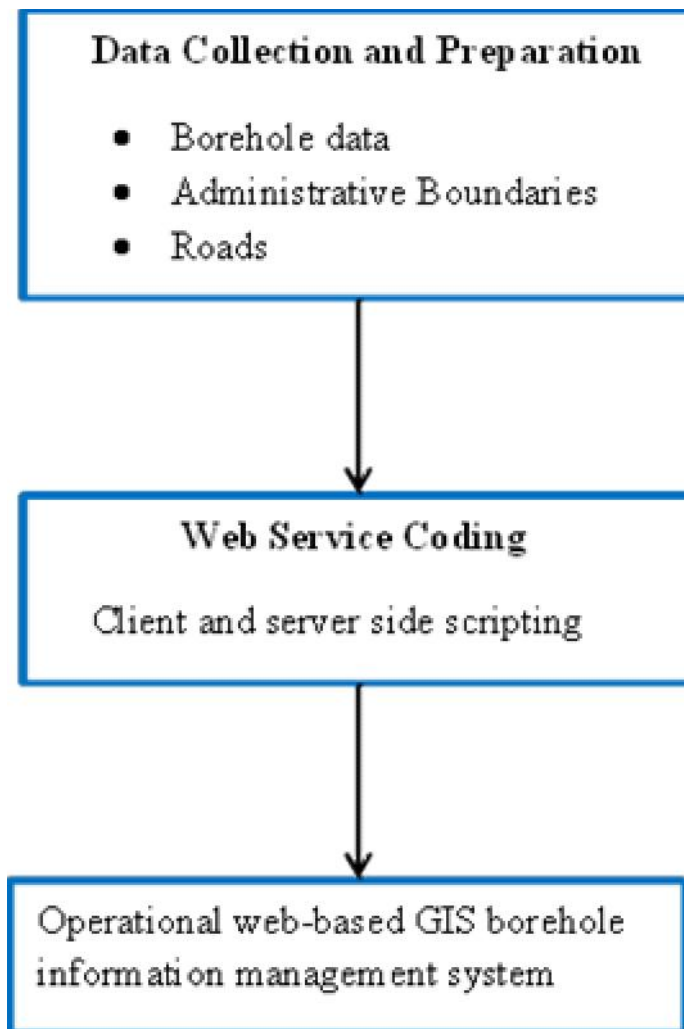 Data Collection and Preparation
● Borehole data
● Administrative Boundaries
● Roads
Web Service Coding
Client and server side scripting
Operational web-based GIS borehole
information management system